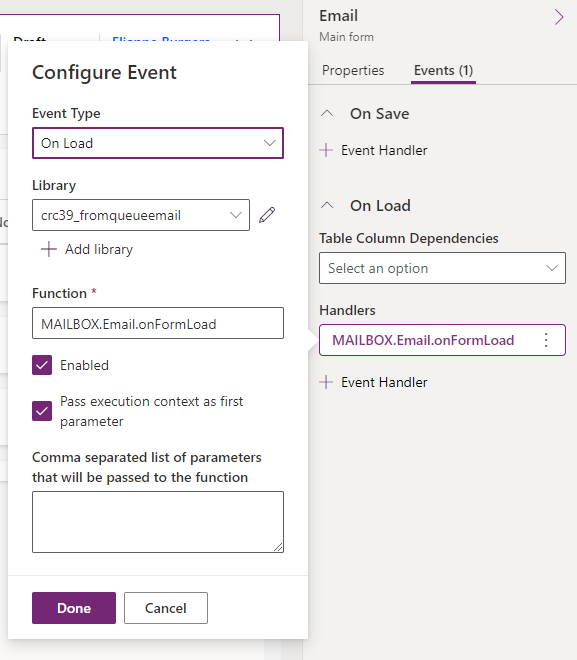 Email
Main form
Properties
Events (1)
On Save
Event Handler
On Load
Table Column Dependencies
Select an option
Handlers
MAILBOX.Email.onFormLoad
Event Handler
Configure Event
Event Type
On Load
Library
crc39_fromqueueemail
Add library
Function *
MAILBOX.Email.onFormLoad
Enabled
Pass execution context as first
parameter
Comma separated list of parameters
that will be passed to the function
Done
Cancel